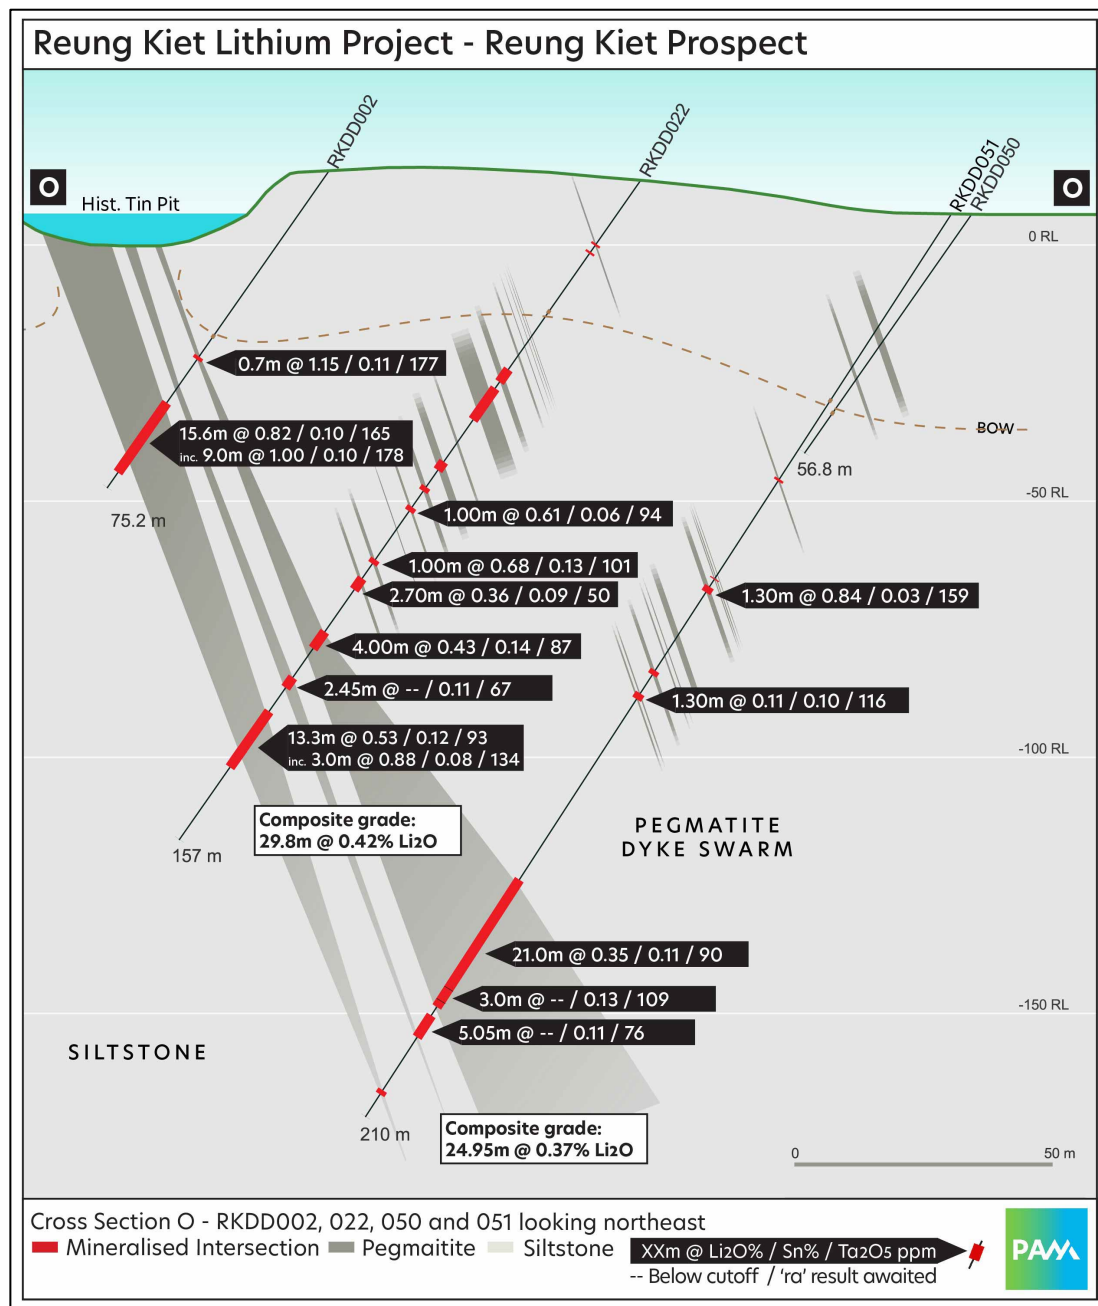 Reung Kiet Lithium Project - Reung Kiet Prospect
RKDD002
RKDD022
RKDD051
RKDD050
O
O
Hist. Tin Pit
0 RL
0.7m @ 1.15 / 0.11 / 177
15.6m @ 0.82 / 0.10 / 165
inc. 9.0m @ 1.00 / 0.10 / 178
BOW
56.8 m
-50 RL
75.2 m
1.00m @ 0.61 / 0.06 / 94
1.00m @ 0.68 / 0.13 / 101
2.70m @ 0.36 / 0.09 / 50
1.30m @ 0.84 / 0.03 / 159
4.00m @ 0.43 / 0.14 / 87
2.45m @ -- / 0.11 / 67
1.30m @ 0.11 / 0.10 / 116
13.3m @ 0.53 / 0.12 / 93
inc. 3.0m @ 0.88 / 0.08 / 134
-100 RL
Composite grade:
29.8m @ 0.42% Li2O
157 m
PEGMATITE
DYKE SWARM
21.0m @ 0.35 / 0.11 / 90
3.0m @ -- / 0.13 / 109
-150 RL
5.05m @ -- / 0.11 / 76
SILTSTONE
210 m
Composite grade:
24.95m @ 0.37% Li2O
0 50 m
Cross Section O - RKDD002, 022, 050 and 051 looking northeast
Mineralised Intersection Pegmaitite Siltstone
XXm @ Li2O% / Sn% / Ta2O5 ppm
-- Below cutoff / 'ra' result awaited
PAM